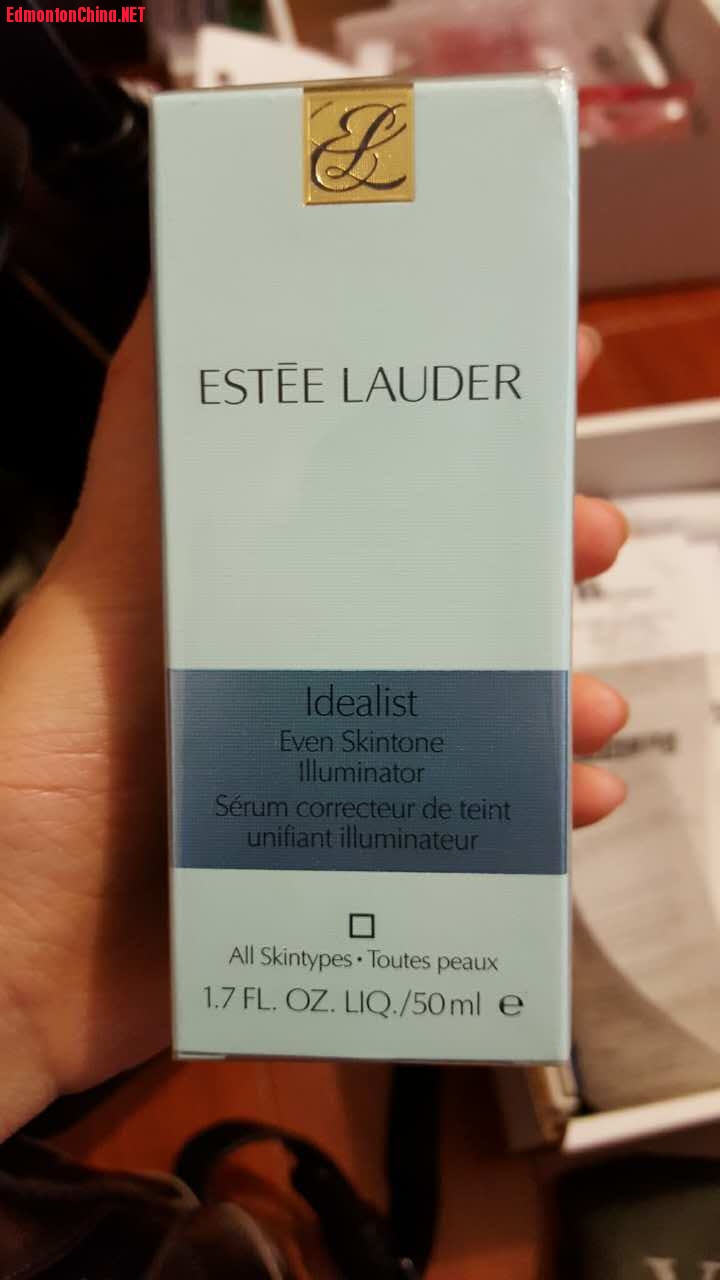 EdmontonChina.NET
EL
ESTĒE LAUDER
Idealist
Even Skintone
Illuminator
Sérum correcteur de teint
unifiant illuminateur
All Skintypes • Toutes peaux
1.7 FL. OZ. LIQ./50 ml ℮